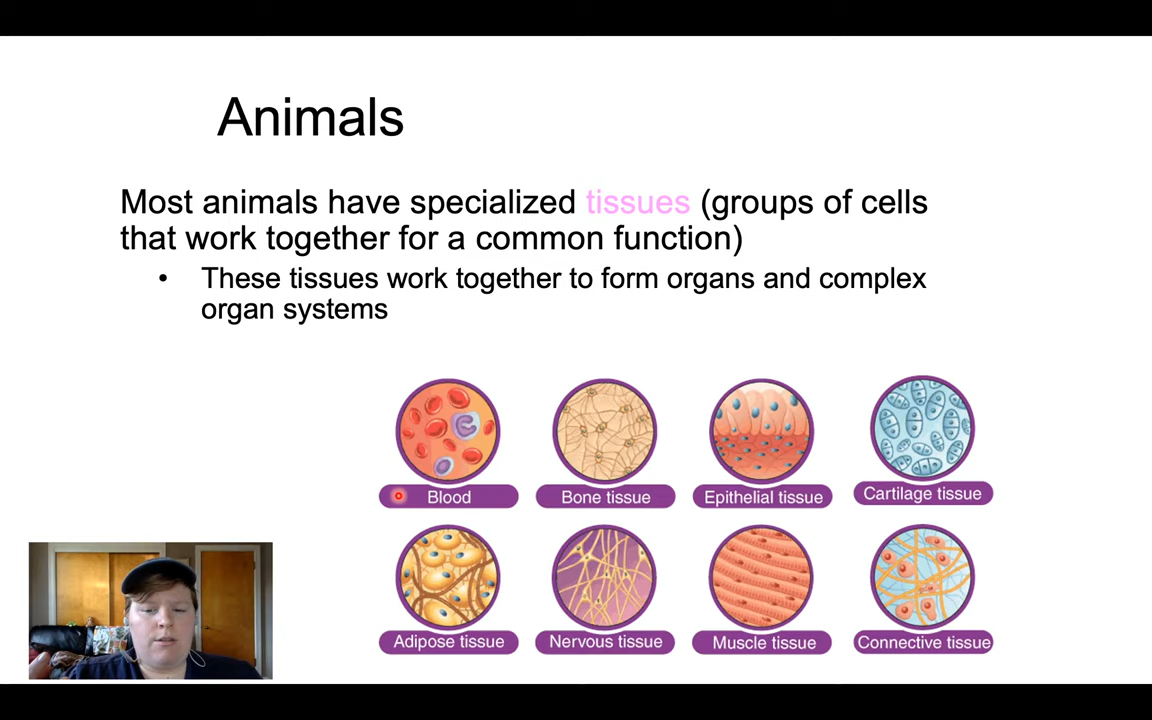 Animals
Most animals have specialized tissues (groups of cells
that work together for a common function)
• These tissues work together to form organs and complex
organ systems
Blood
Bone tissue
Epithelial tissue
Cartilage tissue
Adipose tissue
Nervous tissue
Muscle tissue
Connective tissue